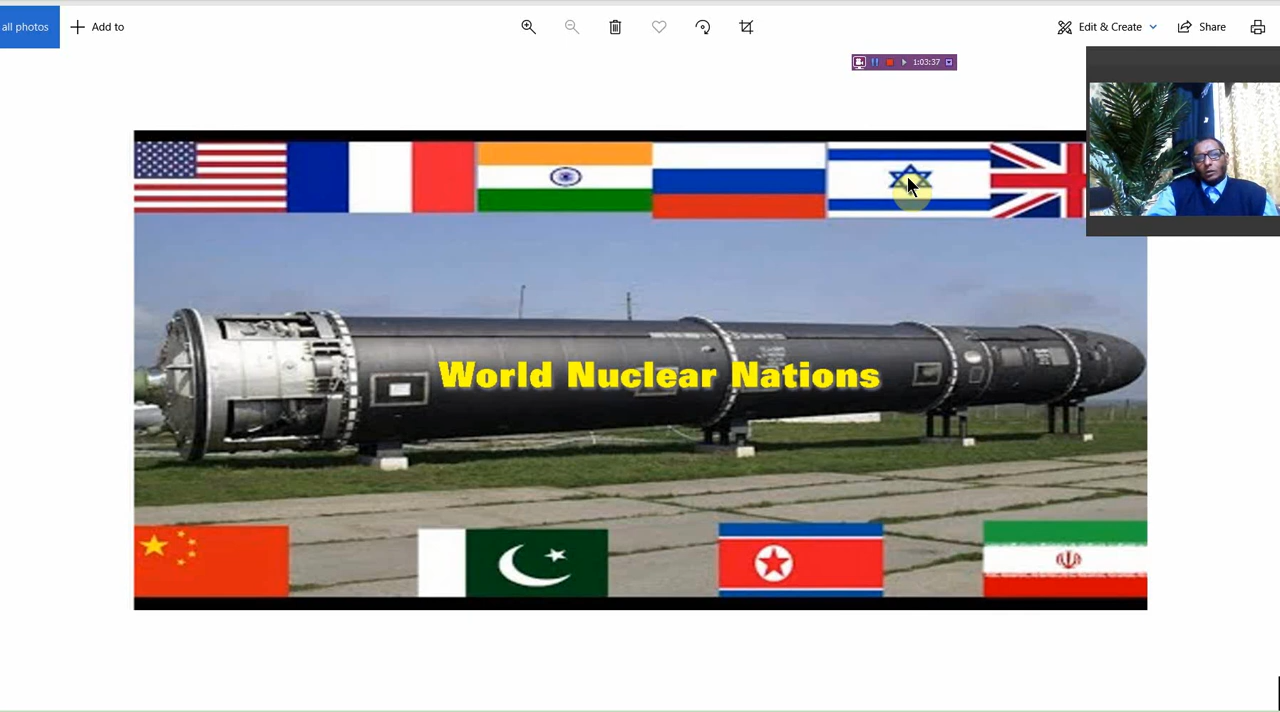 all photos
Add to
Edit & Create
Share
1:03:37
World Nuclear Nations